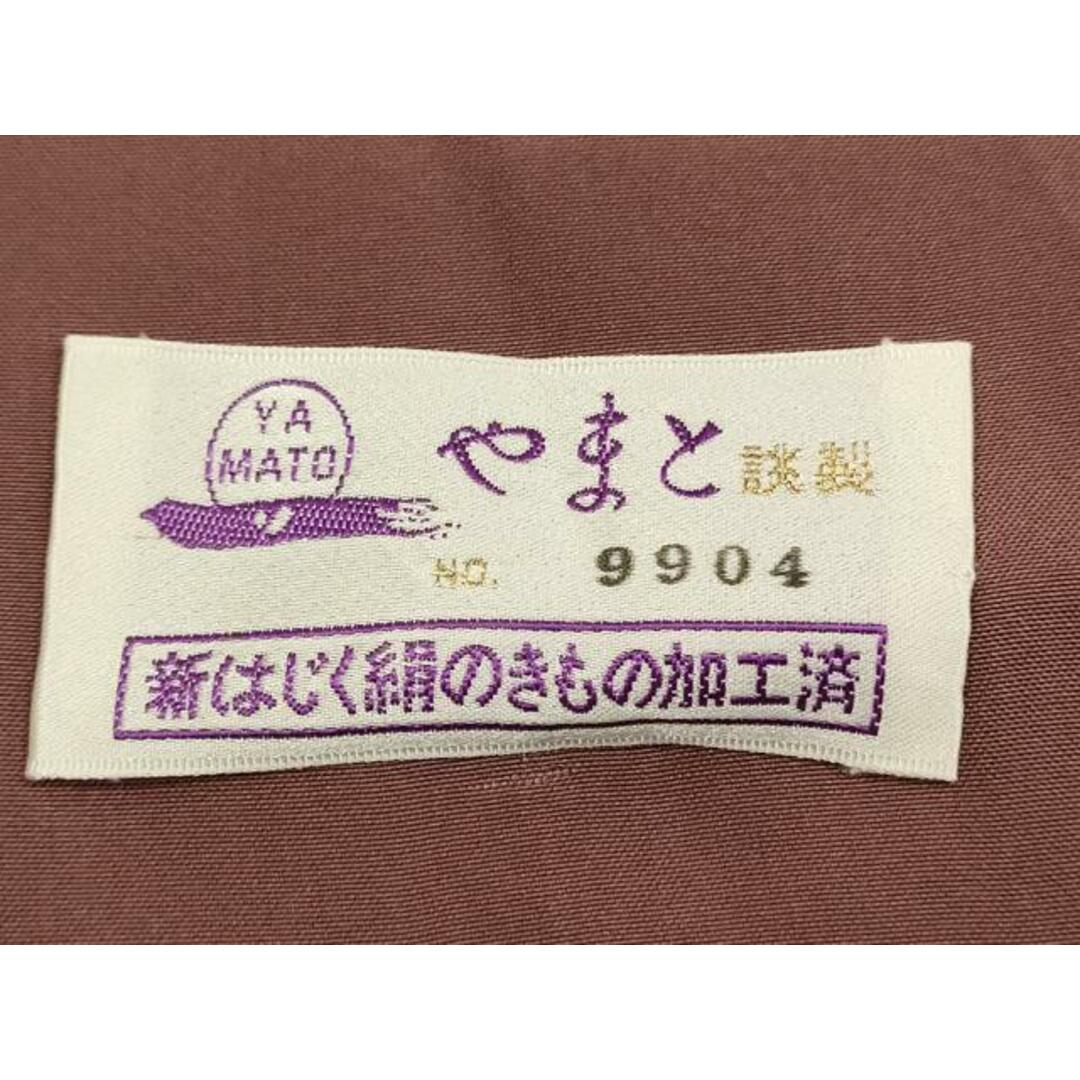 YA
MATO
やまと謹製
NO. 9904
新はじく絹のきもの加工済